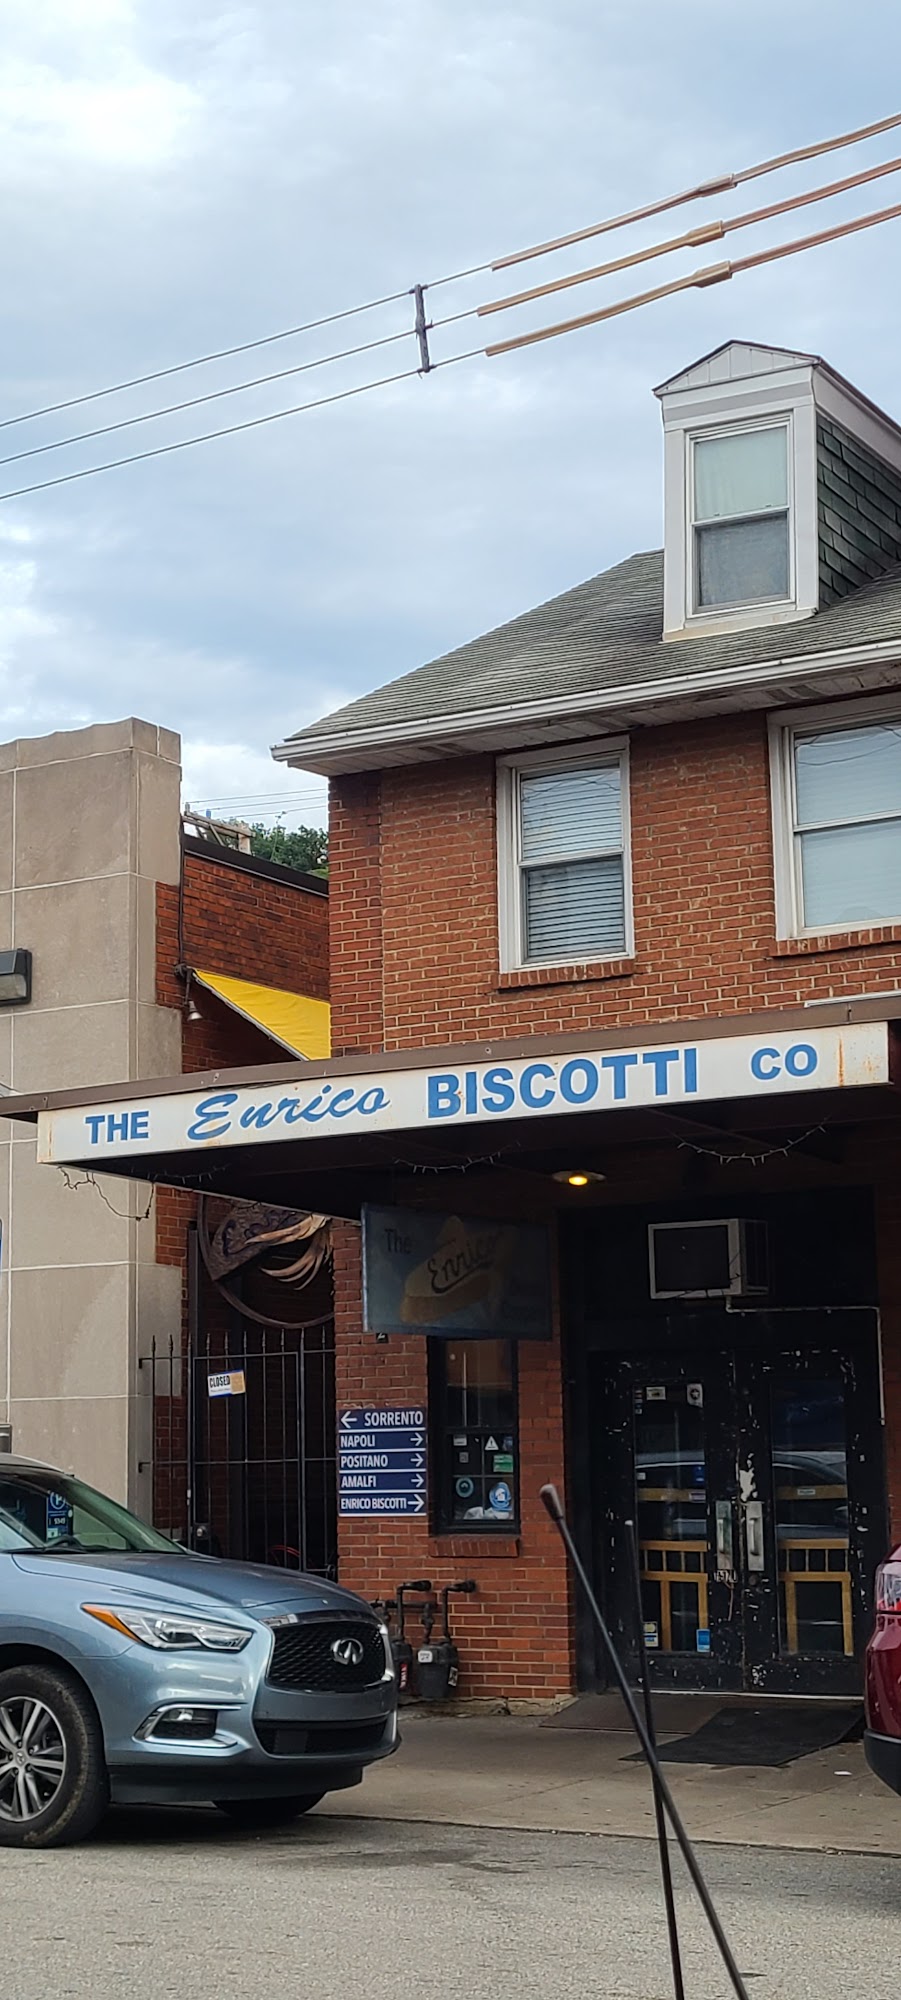 THE Enrico BISCOTTI CO
The
Enrico
CLOSED
← SORRENTO
NAPOLI →
POSITANO →
AMALFI →
ENRICO BISCOTTI →